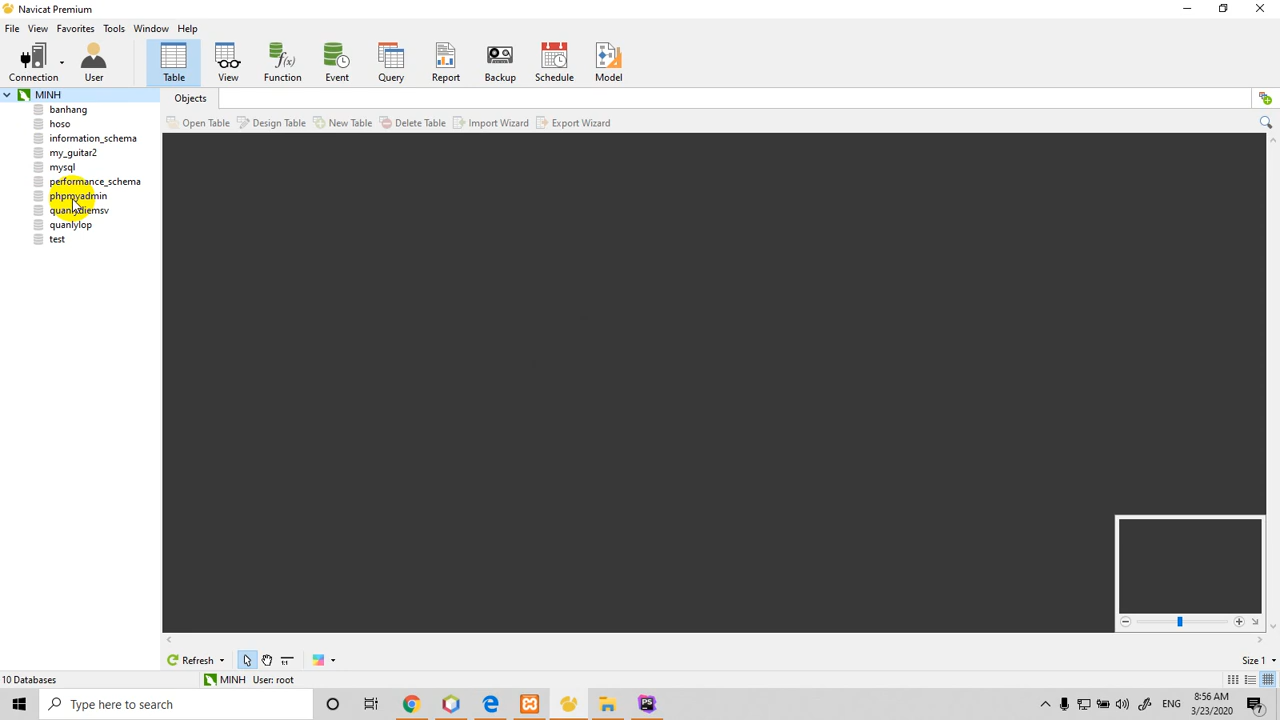 Navicat Premium
File View Favorites Tools Window Help
Connection User Table View Function Event Query Report Backup Schedule Model
MINH
Objects
banhang
hoso
information_schema
my_guitar2
mysql
performance_schema
phpmyadmin
quanlydiemsv
quanlylop
test
Open Table Design Table New Table Delete Table Import Wizard Export Wizard
Refresh
Size 1
10 Databases
MINH User: root
Type here to search
ENG
8:56 AM
3/23/2020